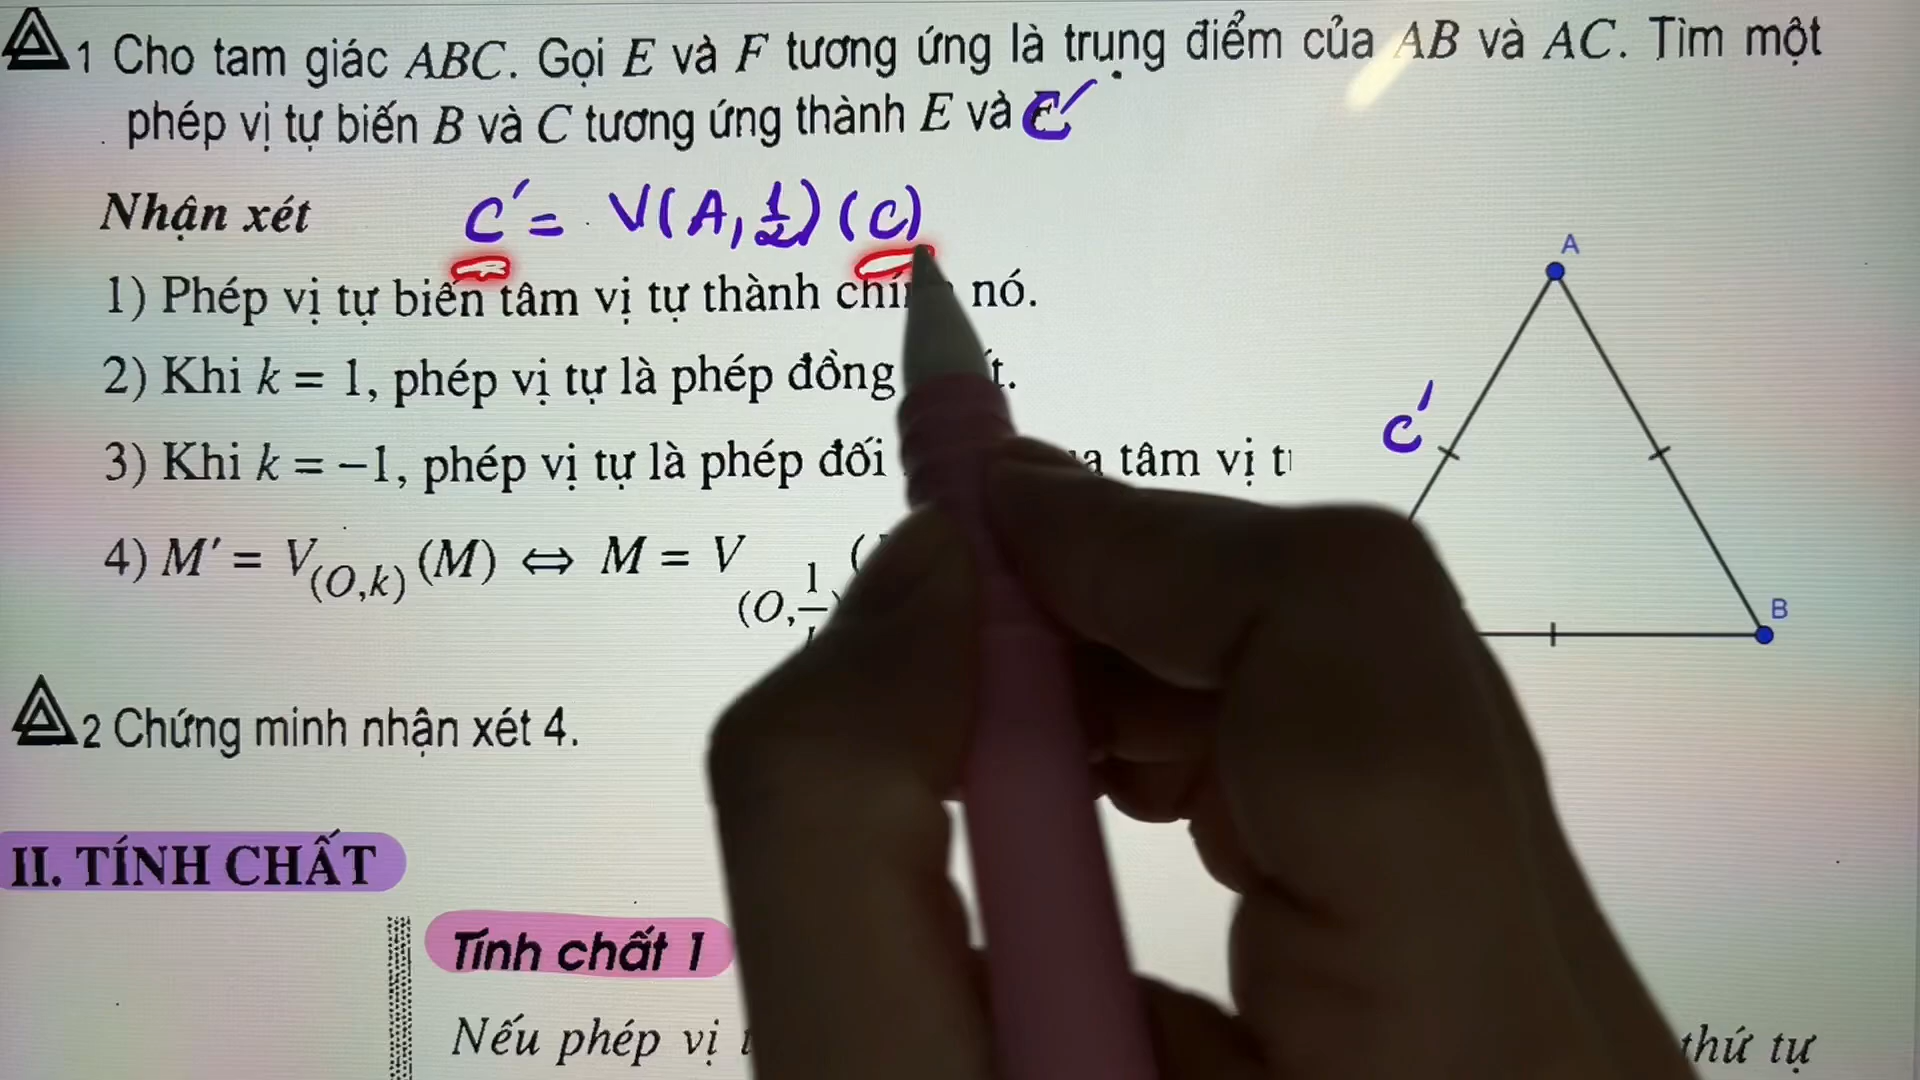 1 Cho tam giác ABC. Gọi E và F tương ứng là trung điểm của AB và AC. Tìm một
phép vị tự biến B và C tương ứng thành E và C′
Nhận xét
C′ = V(A, 1/2) (C)
1) Phép vị tự biến tâm vị tự thành nó.
2) Khi k = 1, phép vị tự là phép đồng
3) Khi k = −1, phép vị tự là phép đối tâm vị
4) M′ = V(O,k) (M) ⇔ M = V(O, 1
2 Chứng minh nhận xét 4.
II. TÍNH CHẤT
Tính chất 1
Nếu phép vị thứ tự
A
C′
B